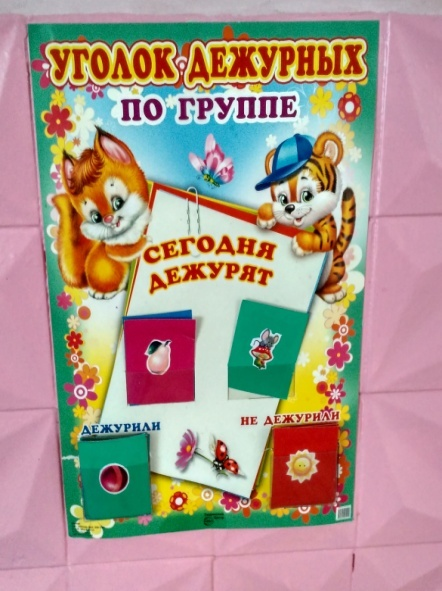 УГОЛОК ДЕЖУРНЫХ
ПО ГРУППЕ
СЕГОДНЯ
ДЕЖУРЯТ
ДЕЖУРИЛИ
НЕ ДЕЖУРИЛИ